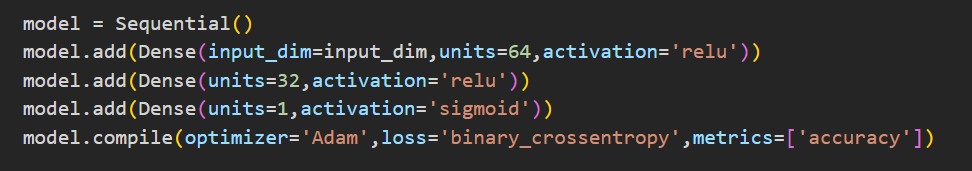 model = Sequential()
model.add(Dense(input_dim=input_dim,units=64,activation='relu'))
model.add(Dense(units=32,activation='relu'))
model.add(Dense(units=1,activation='sigmoid'))
model.compile(optimizer='Adam',loss='binary_crossentropy',metrics=['accuracy'])